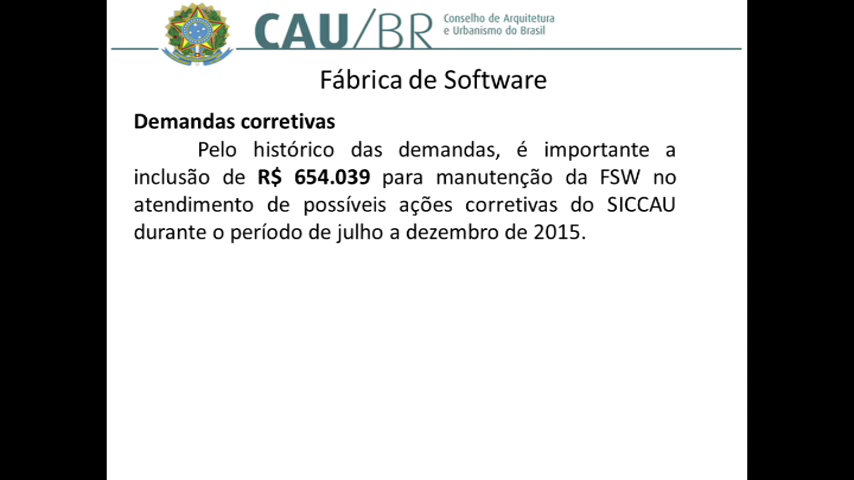 CAU/BR
Conselho de Arquitetura
e Urbanismo do Brasil
Fábrica de Software
Demandas corretivas
Pelo histórico das demandas, é importante a
inclusão de R$ 654.039 para manutenção da FSW no
atendimento de possíveis ações corretivas do SICCAU
durante o período de julho a dezembro de 2015.